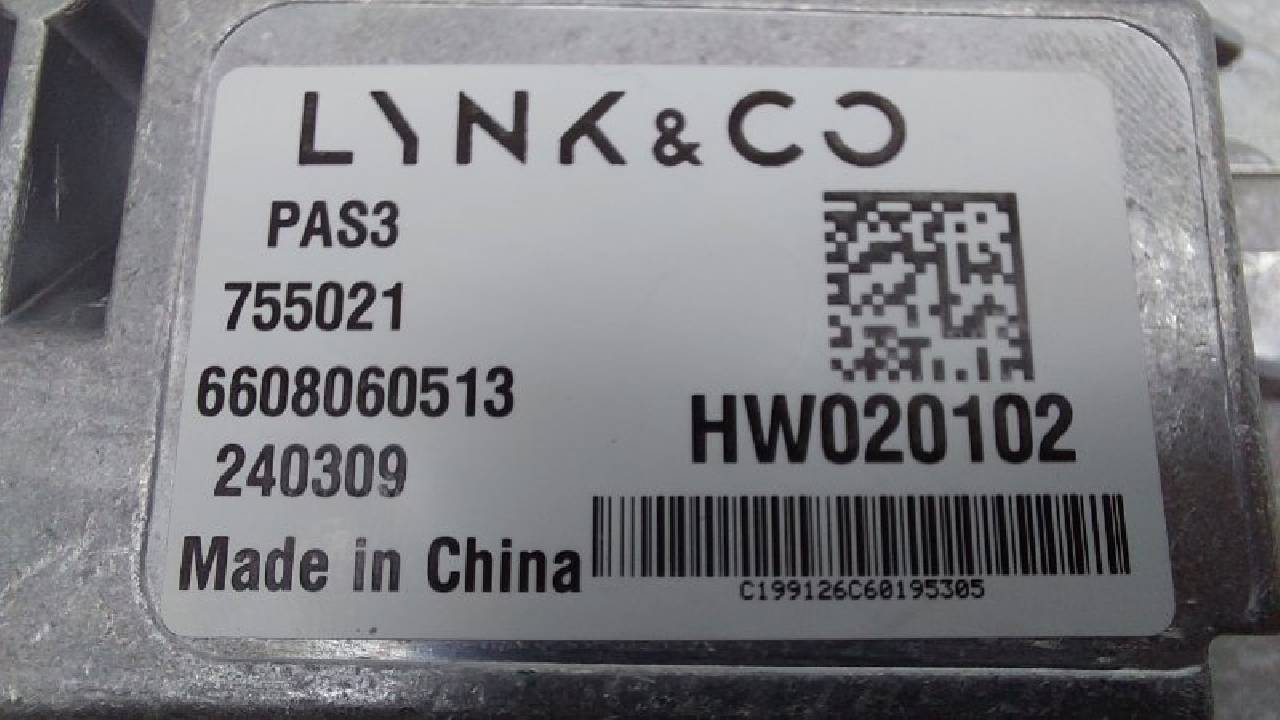 LYNK & CO
PAS3
755021
6608060513
240309
HW020102
Made in China
C199126C60195305